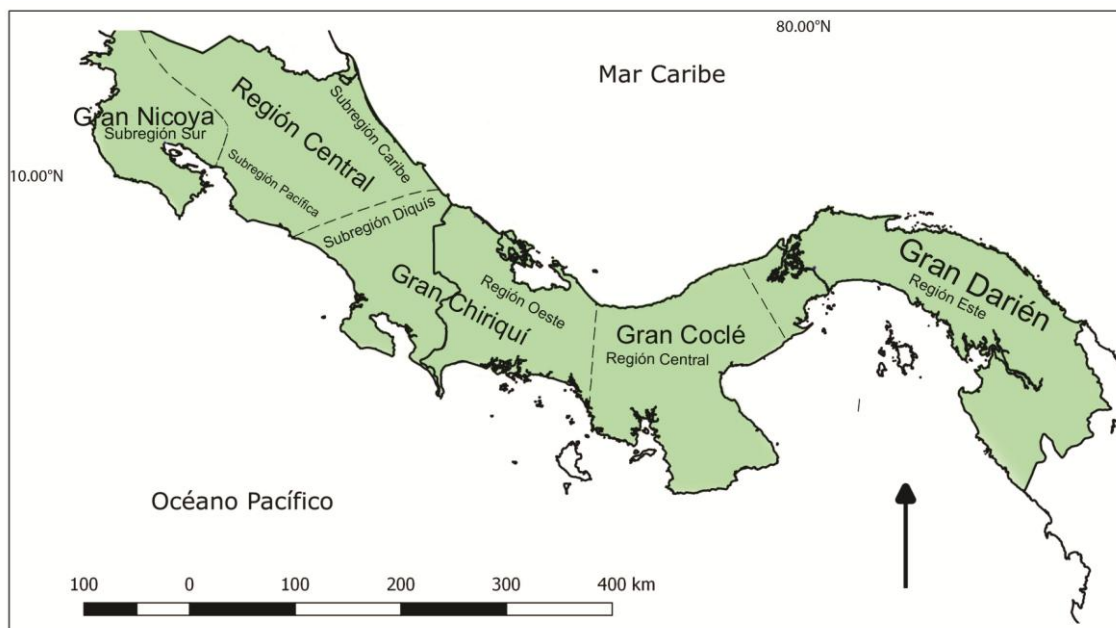 80.00°N
Mar Caribe
Gran Nicoya
Subregión Sur
Región Central
Subregión Caribe
Subregión Pacífica
10.00°N
Subregión Diquís
Gran Chiriquí
Región Oeste
Gran Coclé
Región Central
Gran Darién
Región Este
Océano Pacífico
100 0 100 200 300 400 km